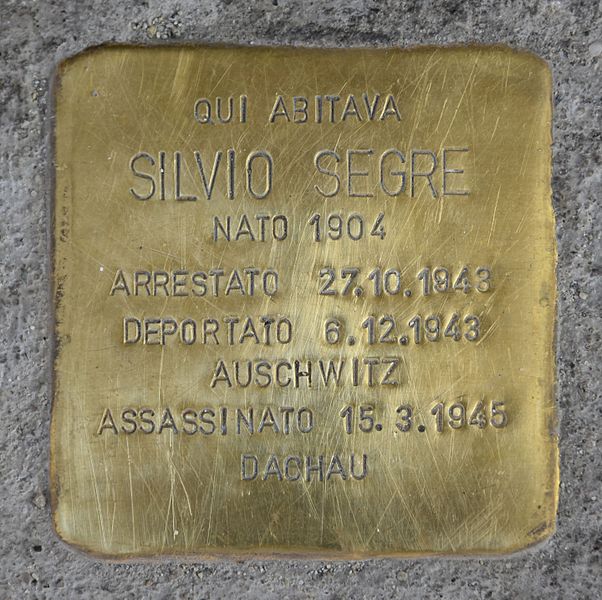 QUI ABITAVA
SILVIO SEGRE
NATO 1904
ARRESTATO 27.10.1943
DEPORTATO 6.12.1943
AUSCHWITZ
ASSASSINATO 15.3.1945
DACHAU